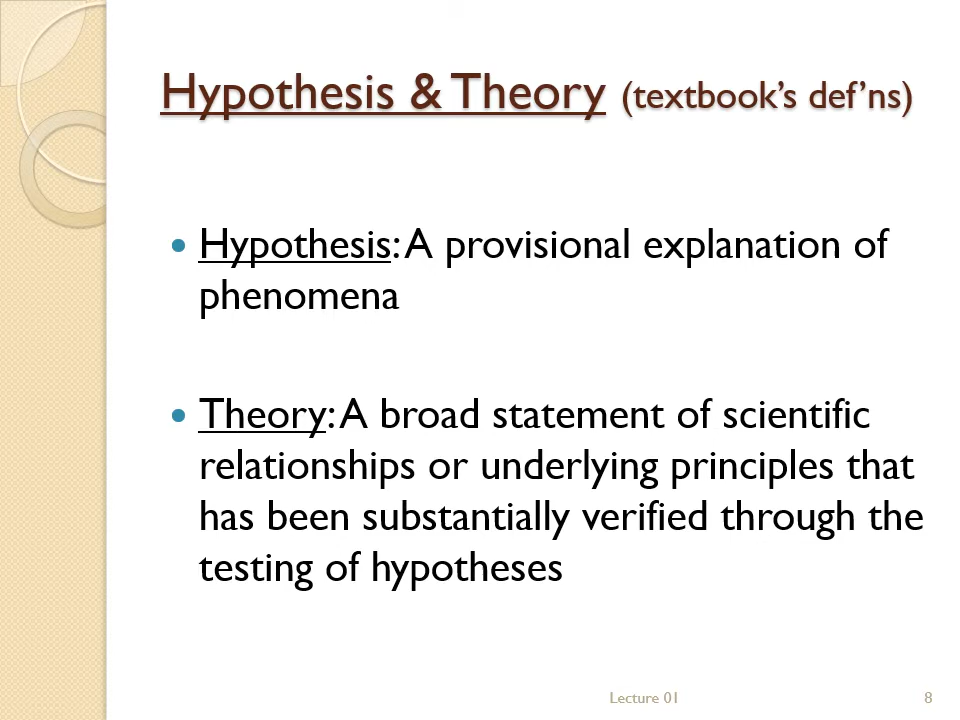 Hypothesis & Theory (textbook’s def’ns)
Hypothesis: A provisional explanation of
phenomena
Theory: A broad statement of scientific
relationships or underlying principles that
has been substantially verified through the
testing of hypotheses
Lecture 01 8